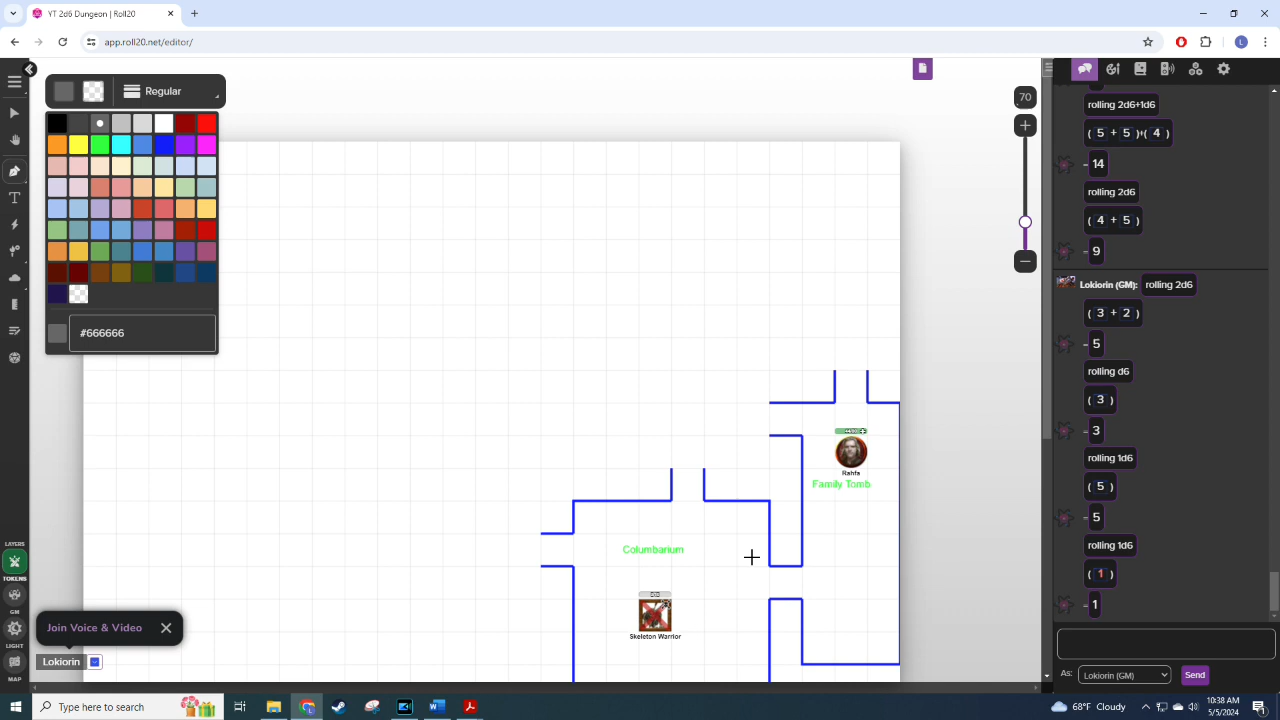 YT 2d6 Dungeon | Roll20
app.roll20.net/editor/
L
Regular
#666666
70
rolling 2d6+1d6
( 5 + 5 )+( 4 )
=14
rolling 2d6
( 4 + 5 )
=9
Lokiorin (GM): rolling 2d6
( 3 + 2 )
=5
rolling d6
( 3 )
=3
rolling 1d6
( 5 )
=5
rolling 1d6
( 1 )
=1
As: Lokiorin (GM) Send
Rahfa
Family Tomb
Columbarium
Skeleton Warrior
LAYERS
TOKENS
GM
LIGHT
MAP
Join Voice & Video
Lokiorin
Type here to search
68°F Cloudy
10:38 AM
5/5/2024